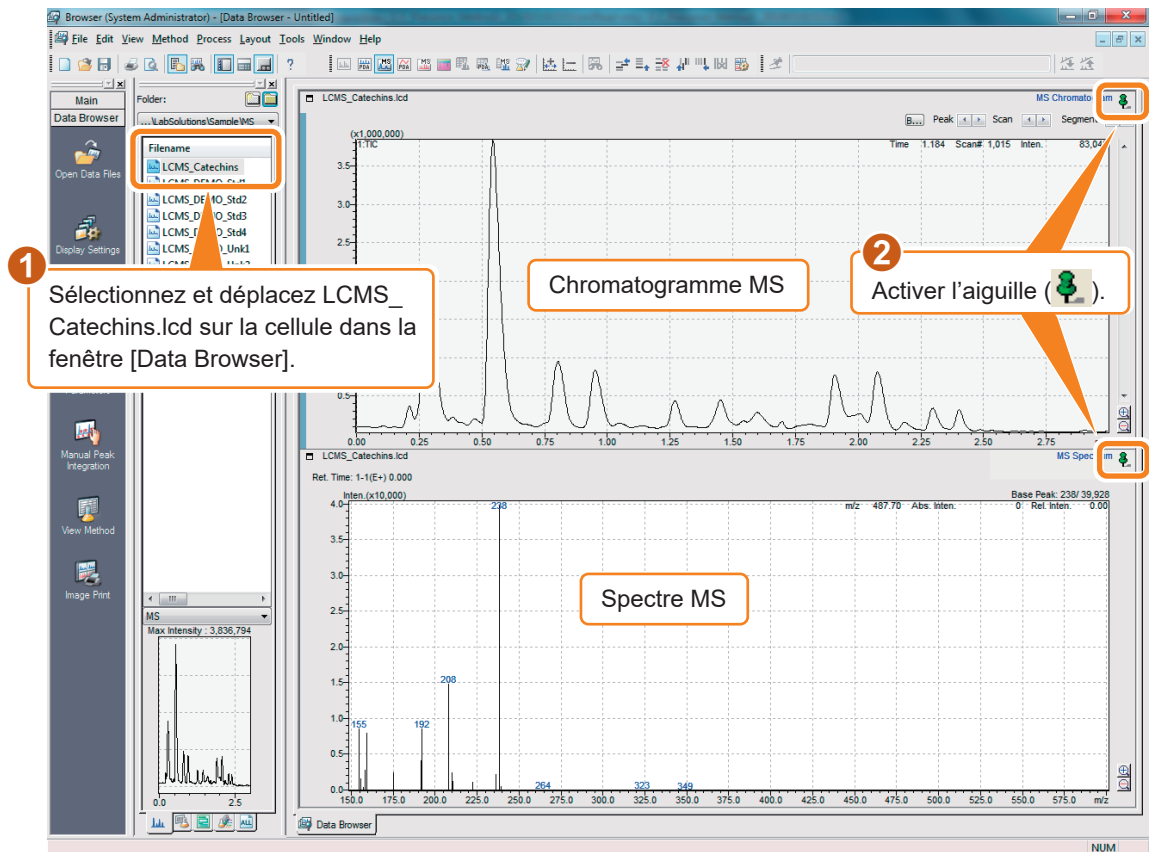 Browser (System Administrator) - [Data Browser - Untitled]
File Edit View Method Process Layout Tools Window Help
Main
Data Browser
Open Data Files
Display Settings
Manual Peak
Integration
View Method
Image Print
Folder:
...\LabSolutions\Sample\MS
Filename
LCMS_Catechins
LCMS_DEMO_Std2
1
Sélectionnez et déplacez LCMS_
Catechins.lcd sur la cellule dans la
fenêtre [Data Browser].
MS
Max Intensity : 3,836,794
0.0 2.5
LCMS_Catechins.lcd
B... Peak Scan
(x1,000,000)
1:TIC
Time 1.184 Scan# 1,015 Inten.
3.5
3.0
2.5
0.5
Chromatogramme MS
2
Activer l’aiguille ( ).
0.00 0.25 0.50 0.75 1.00 1.25 1.50 1.75 2.00 2.25 2.50 2.75
LCMS_Catechins.lcd
Ret. Time: 1-1(E+) 0.000
Inten.(x10,000)
Base Peak: 238/ 39,928
m/z 487.70 Abs. Inten. 0 Rel. Inten. 0.00
4.0
3.5
3.0
2.5
2.0
1.5
1.0
0.5
0.0
238
208
155
192
264
323
349
Spectre MS
150.0 175.0 200.0 225.0 250.0 275.0 300.0 325.0 350.0 375.0 400.0 425.0 450.0 475.0 500.0 525.0 550.0 575.0 m/z
Data Browser
ALL
NUM